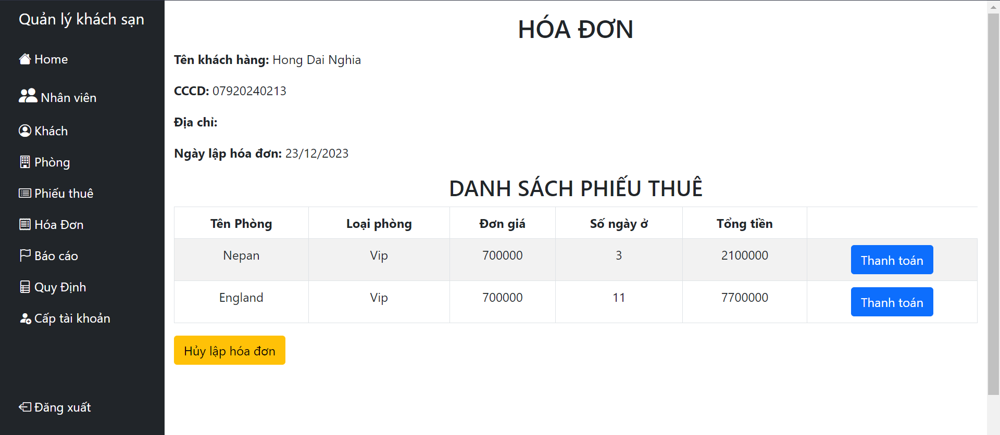 Quản lý khách sạn
Home
Nhân viên
Khách
Phòng
Phiếu thuê
Hóa Đơn
Báo cáo
Quy Định
Cấp tài khoản
Đăng xuất
HÓA ĐƠN
Tên khách hàng: Hong Dai Nghia
CCCD: 07920240213
Địa chỉ:
Ngày lập hóa đơn: 23/12/2023
DANH SÁCH PHIẾU THUÊ
Tên Phòng Loại phòng Đơn giá Số ngày ở Tổng tiền
Nepan Vip 700000 3 2100000 Thanh toán
England Vip 700000 11 7700000 Thanh toán
Hủy lập hóa đơn